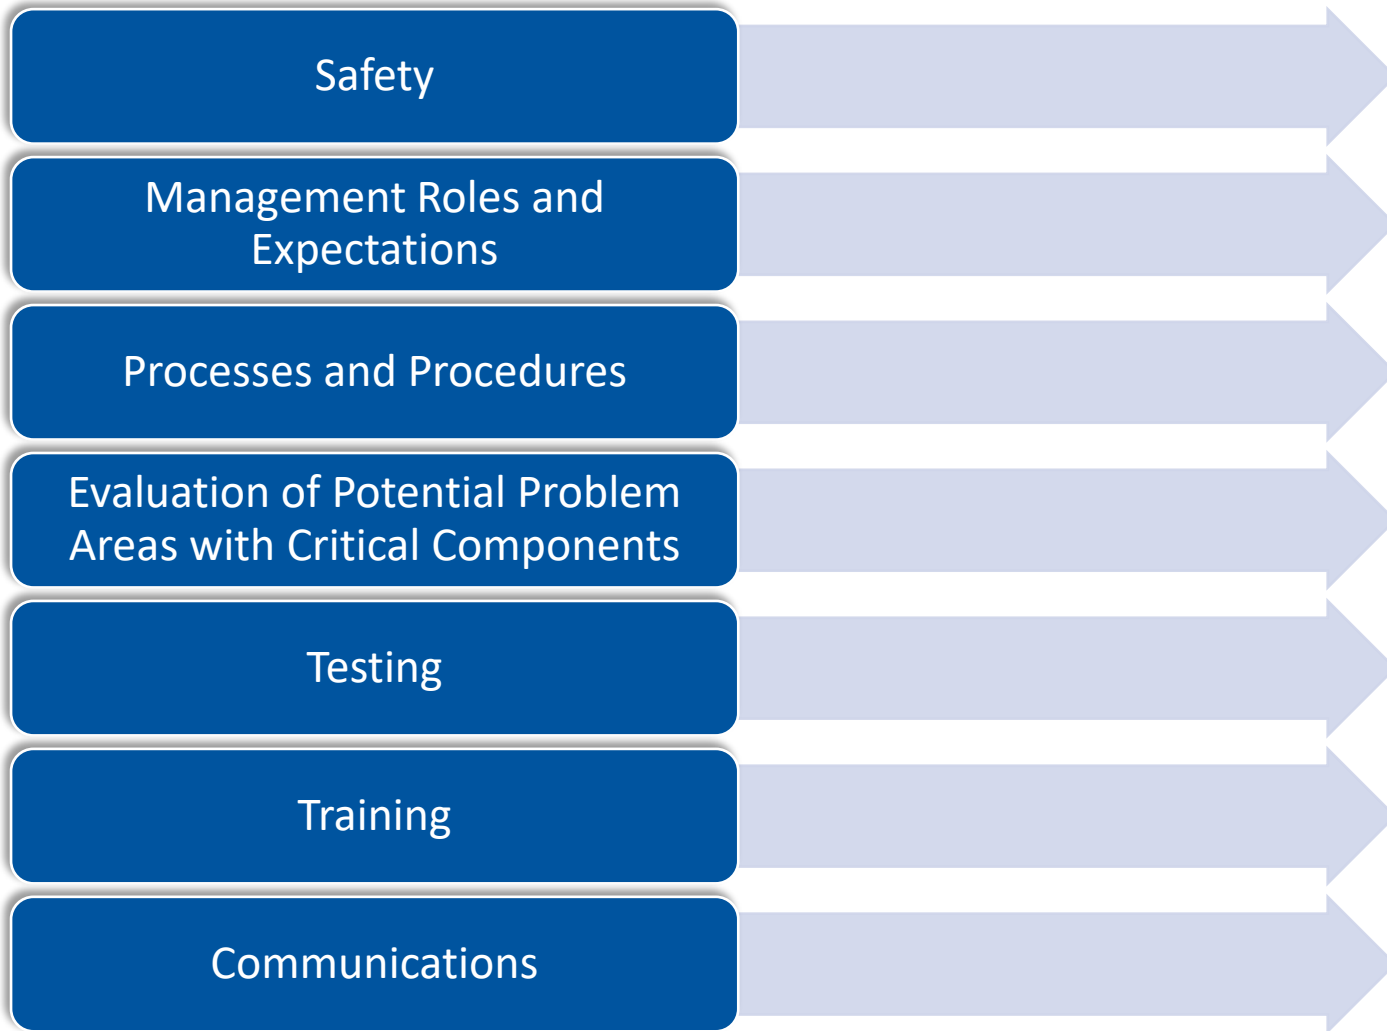 Safety
Management Roles and
Expectations
Processes and Procedures
Evaluation of Potential Problem
Areas with Critical Components
Testing
Training
Communications